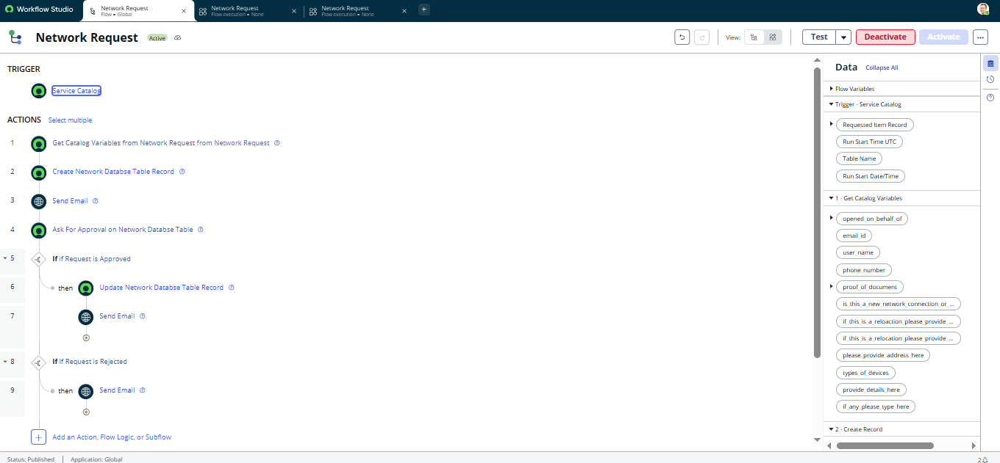 Workflow Studio
Network Request
Flow • Global
Network Request
Flow execution • None
Network Request
Flow execution • None
Network Request
Active
View:
Test
Deactivate
Activate
TRIGGER
Service Catalog
ACTIONS
Select multiple
1 Get Catalog Variables from Network Request from Network Request
2 Create Network Databse Table Record
3 Send Email
4 Ask For Approval on Network Databse Table
5 If if Request is Approved
6 then Update Network Databse Table Record
7 Send Email
8 If If Request is Rejected
9 then Send Email
Add an Action, Flow Logic, or Subflow
Data
Collapse All
Flow Variables
Trigger - Service Catalog
Requested Item Record
Run Start Time UTC
Table Name
Run Start Date/Time
1 - Get Catalog Variables
opened_on_behalf_of
email_id
user_name
phone_number
proof_of_document
is_this_a_new_network_connection_or_...
if_this_is_a_reloaction_please_provide_...
if_this_is_a_relocation_please_provide_...
please_provide_address_here
types_of_devices
provide_details_here
if_any_please_type_here
2 - Create Record
Status: Published
Application: Global
2